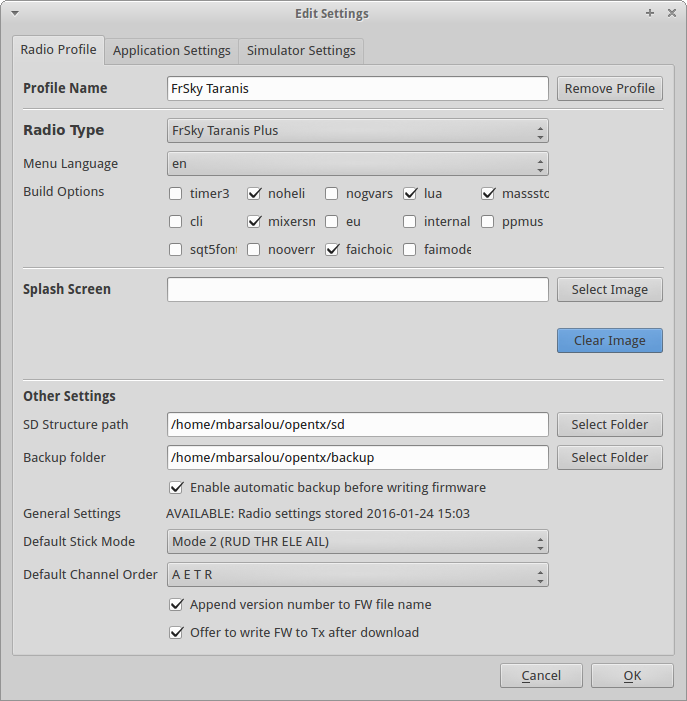 Edit Settings
Radio Profile Application Settings Simulator Settings
Profile Name FrSky Taranis Remove Profile
Radio Type FrSky Taranis Plus
Menu Language en
Build Options timer3 noheli nogvars lua masssto
cli mixersn eu internal ppmus
sqt5font nooverr faichoic faimode
Splash Screen Select Image
Clear Image
Other Settings
SD Structure path /home/mbarsalou/opentx/sd Select Folder
Backup folder /home/mbarsalou/opentx/backup Select Folder
Enable automatic backup before writing firmware
General Settings AVAILABLE: Radio settings stored 2016-01-24 15:03
Default Stick Mode Mode 2 (RUD THR ELE AIL)
Default Channel Order A E T R
Append version number to FW file name
Offer to write FW to Tx after download
Cancel OK